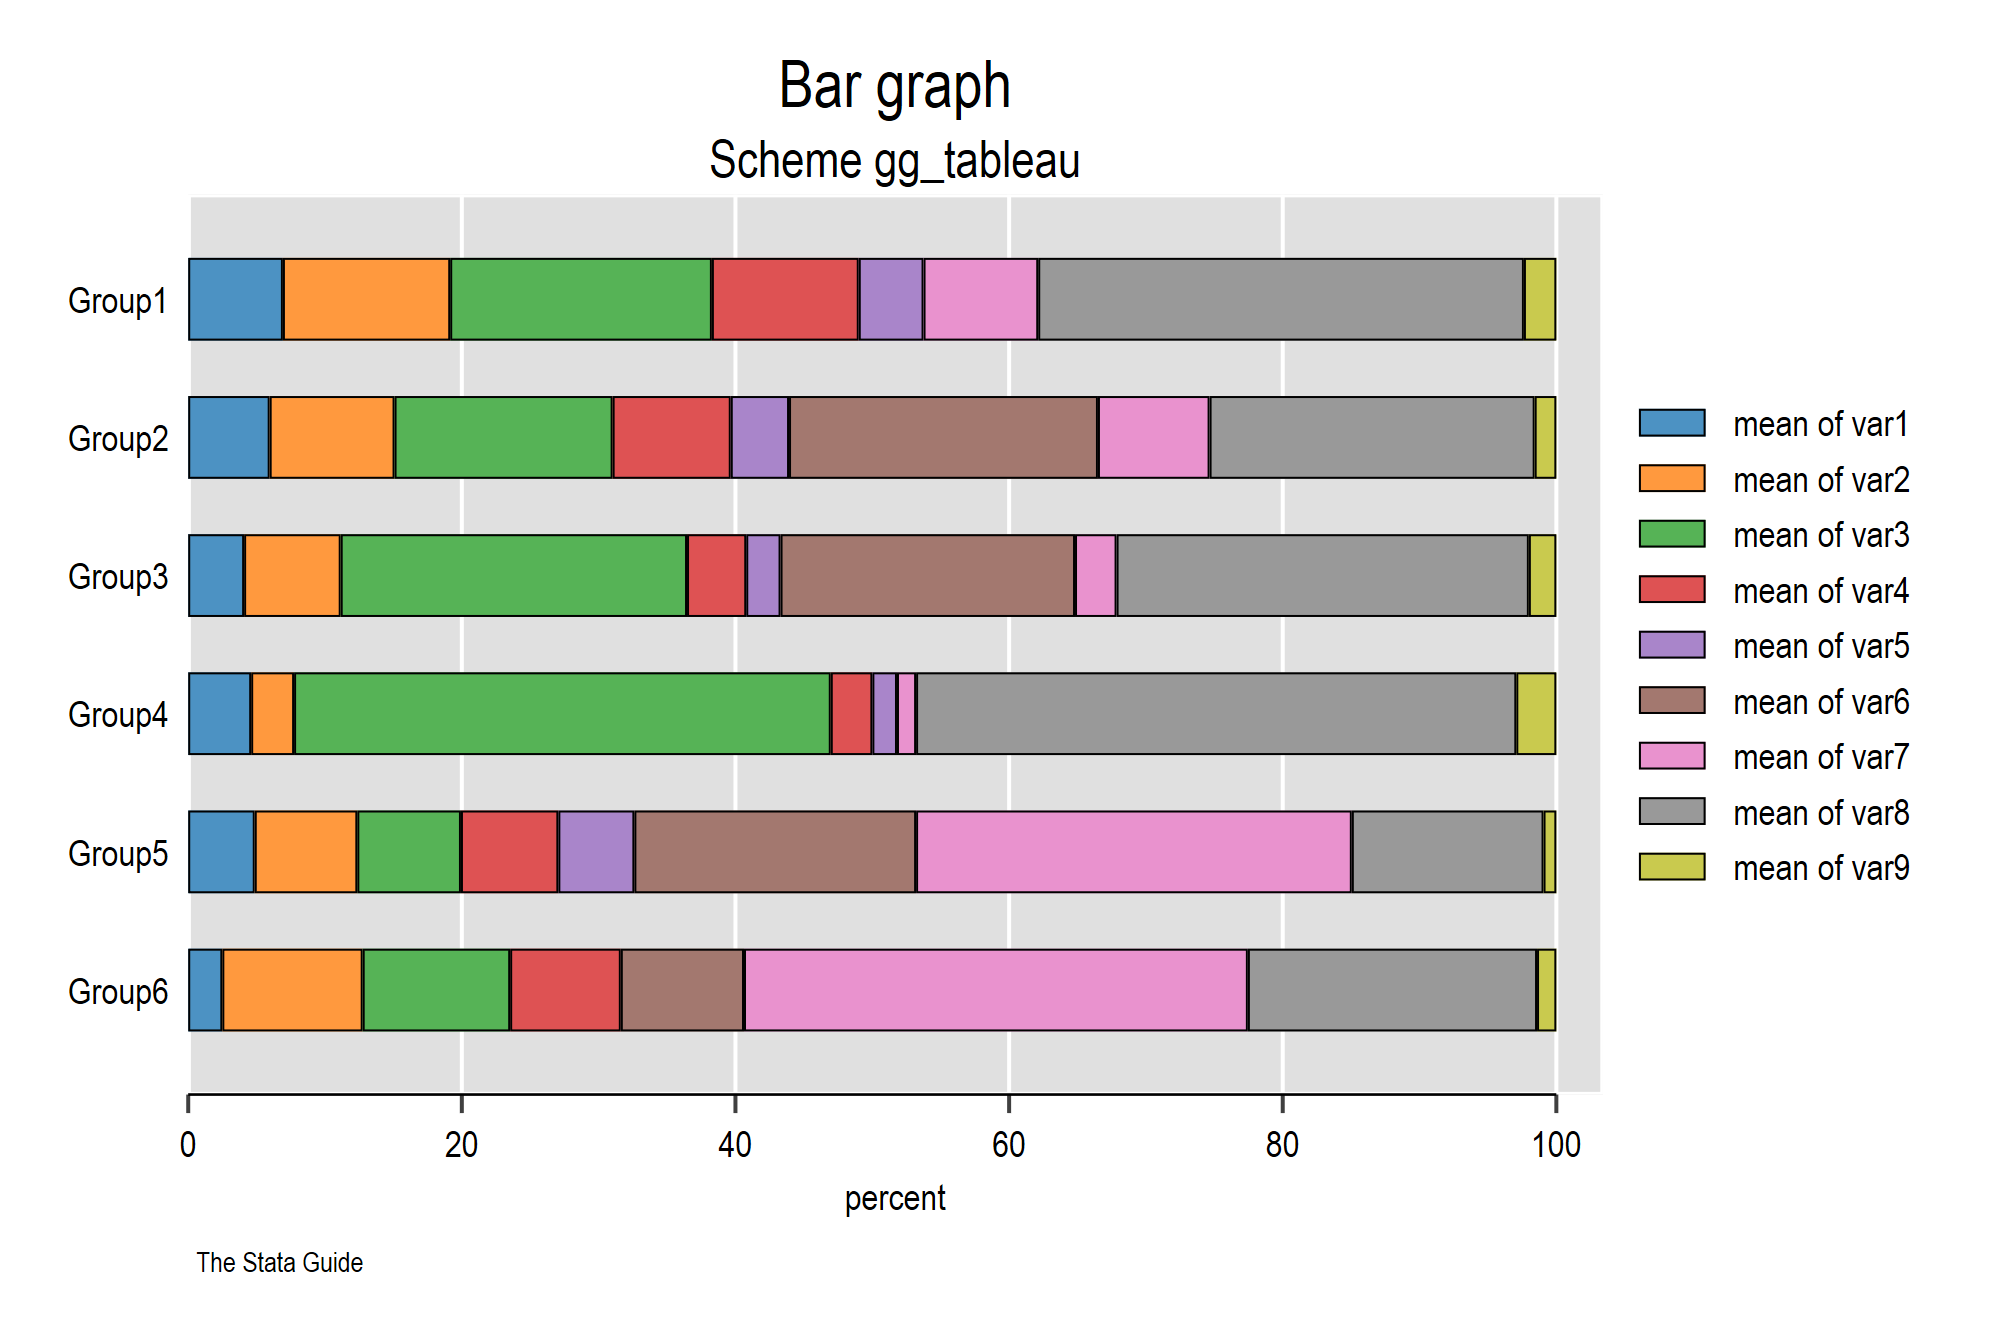 Bar graph
Scheme gg_tableau
Group1
Group2
Group3
Group4
Group5
Group6
mean of var1
mean of var2
mean of var3
mean of var4
mean of var5
mean of var6
mean of var7
mean of var8
mean of var9
0 20 40 60 80 100
percent
The Stata Guide